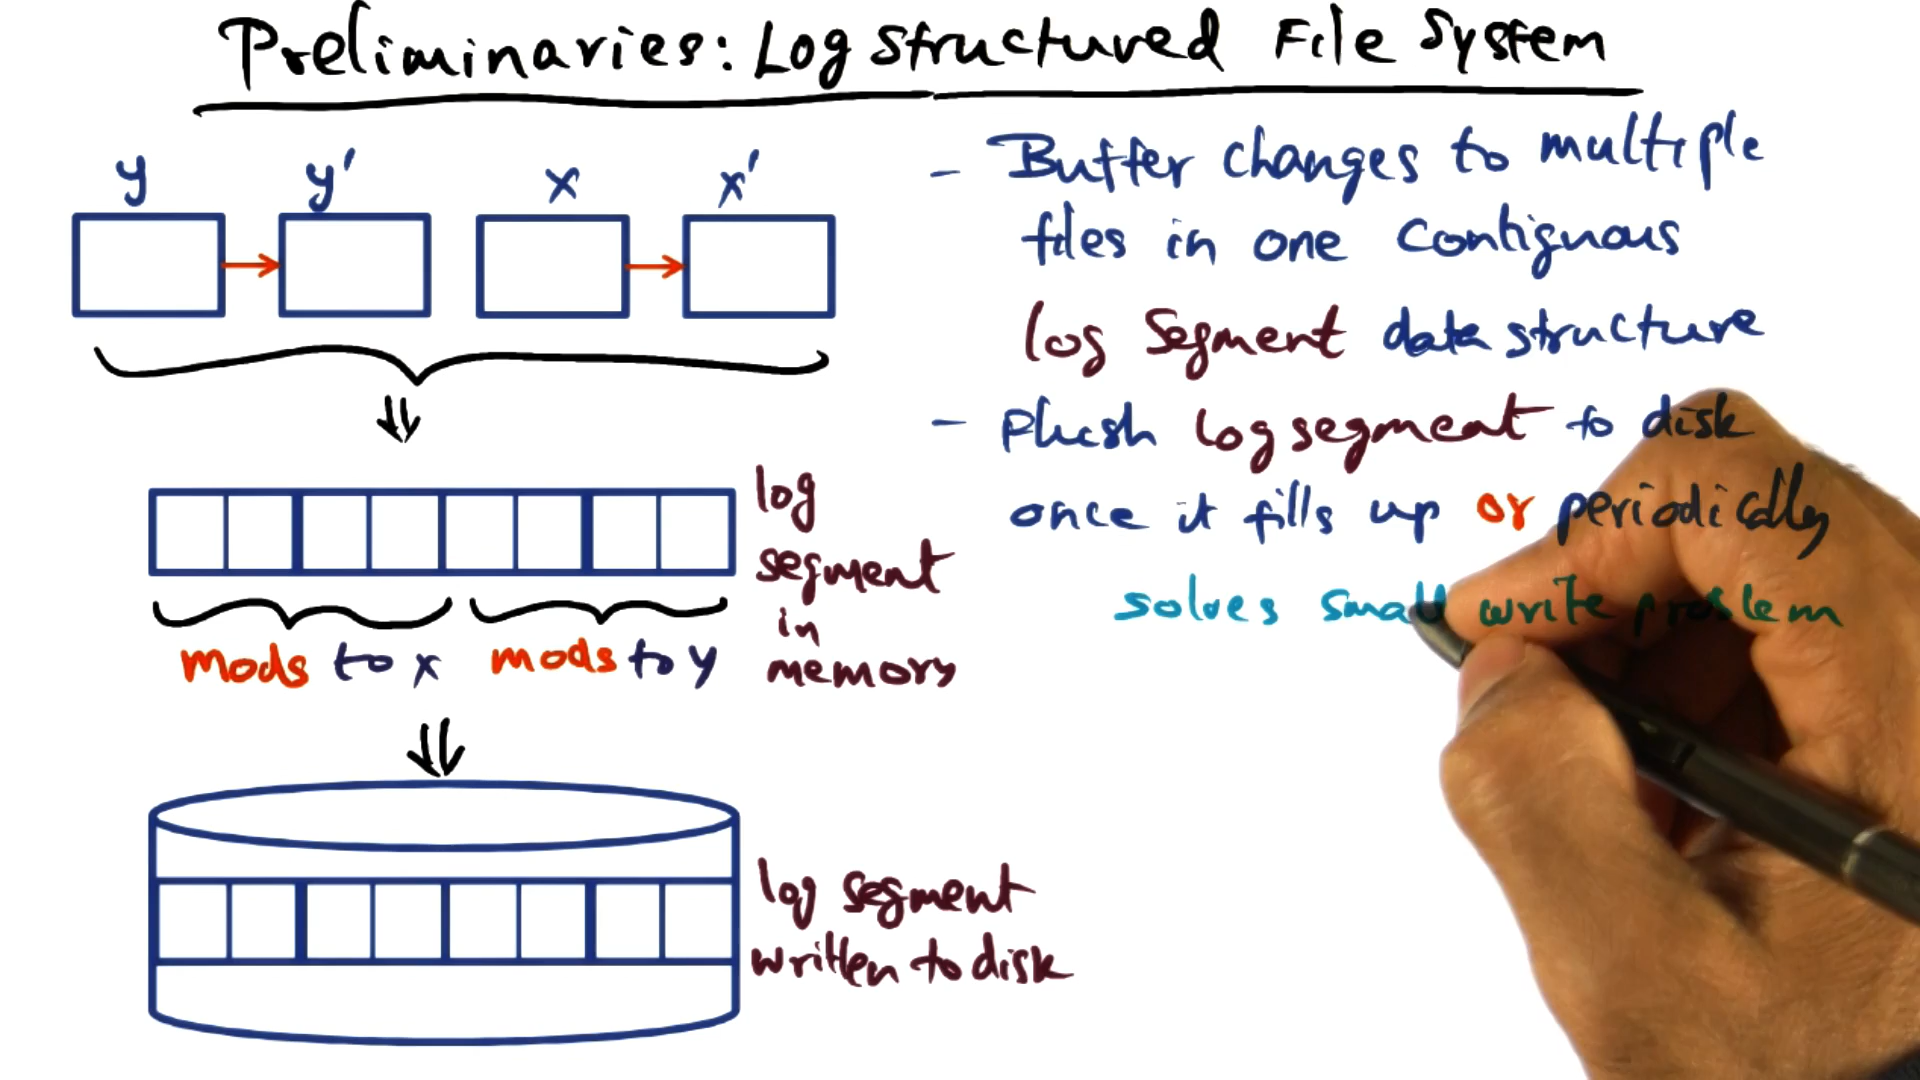 Preliminaries: Log Structured File System
y y' x x'
- Buffer changes to multiple
files in one contiguous
log segment data structure
- Flush log segment to disk
once it fills up or periodically
solves small write problem
log
segment
in
memory
mods to x mods to y
log segment
written to disk